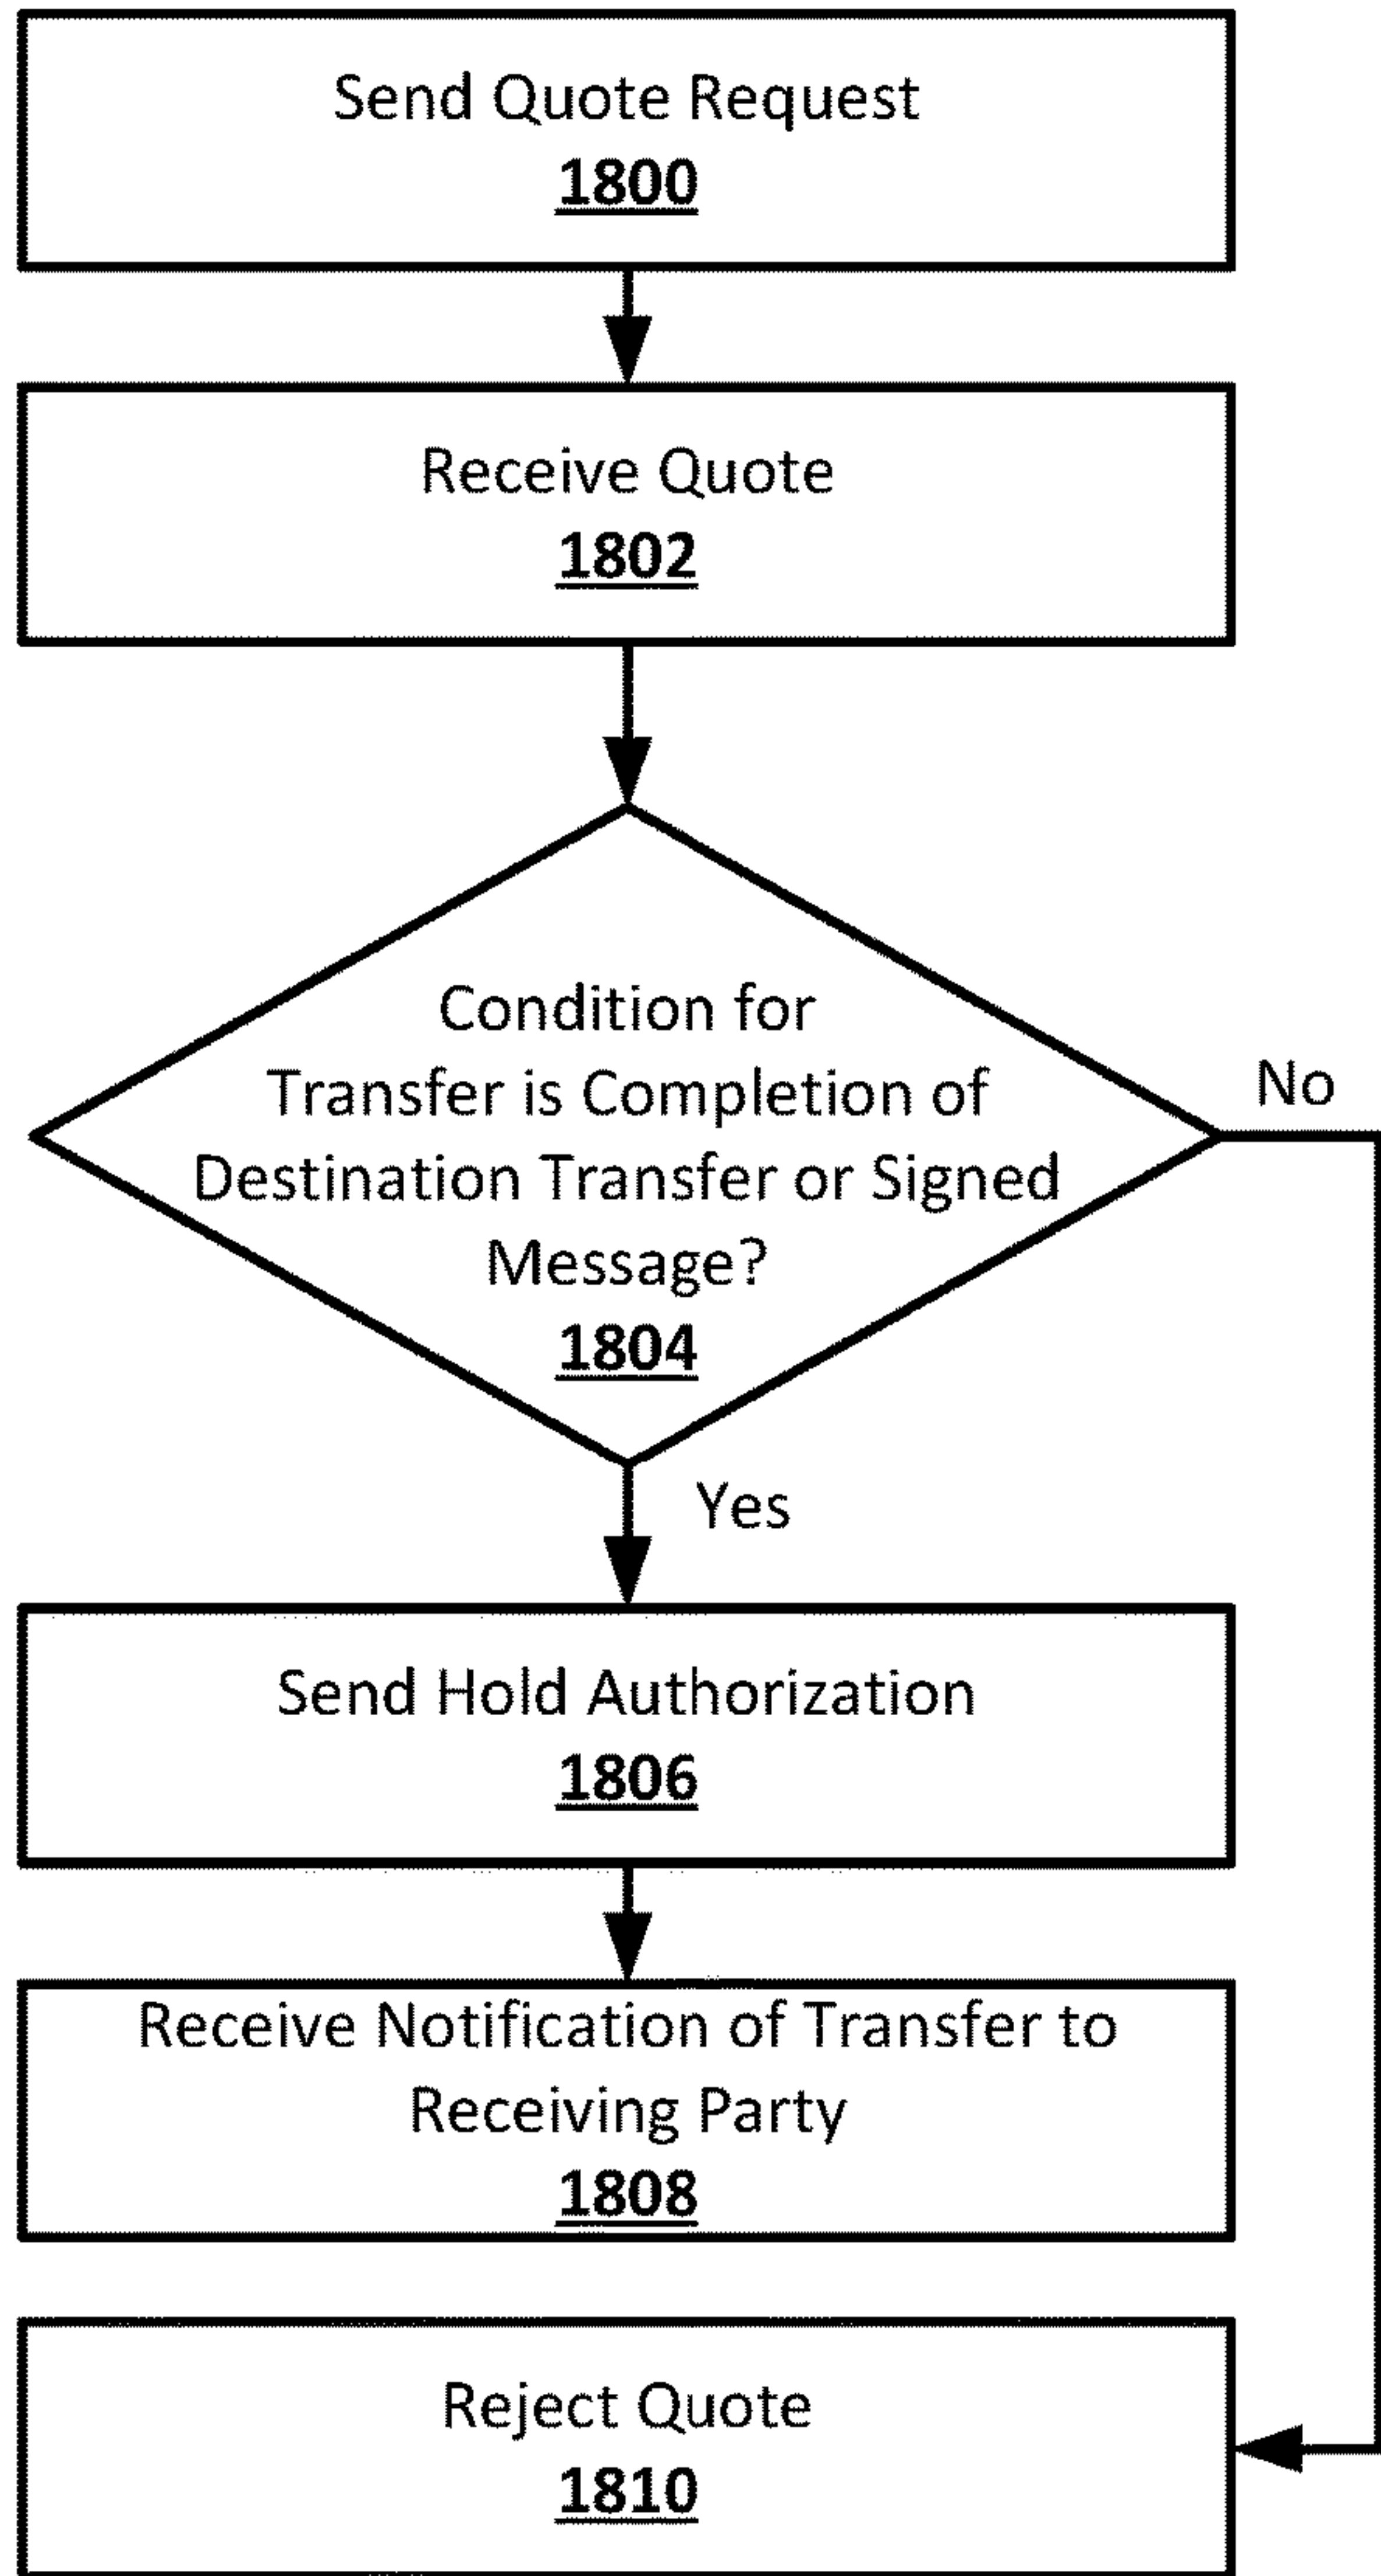 Send Quote Request
1800
Receive Quote
1802
Condition for
Transfer is Completion of
Destination Transfer or Signed
Message?
1804
No
Yes
Send Hold Authorization
1806
Receive Notification of Transfer to
Receiving Party
1808
Reject Quote
1810